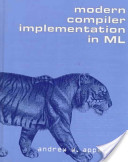 modern
compiler
implementation
in ML
andrew w. appel